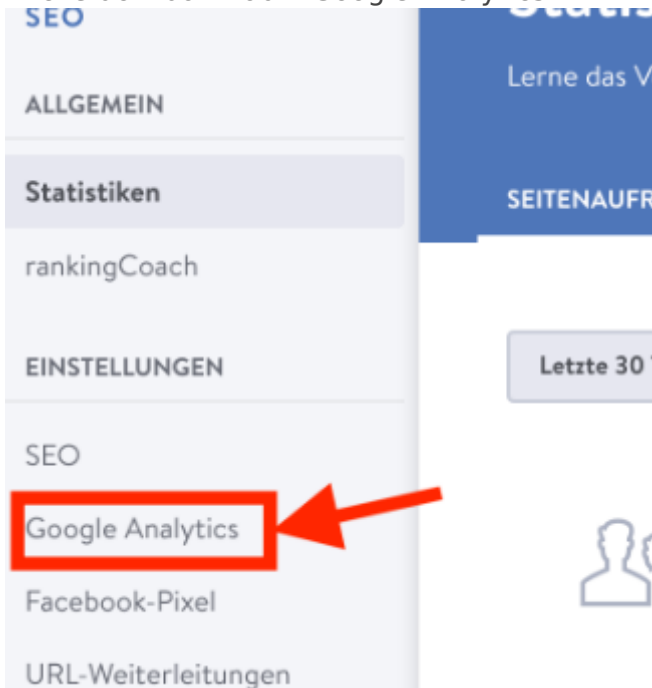 SEO
ALLGEMEIN
Statistiken
rankingCoach
EINSTELLUNGEN
SEO
Google Analytics
Facebook-Pixel
URL-Weiterleitungen
Lerne das V
SEITENAUFR
Letzte 30